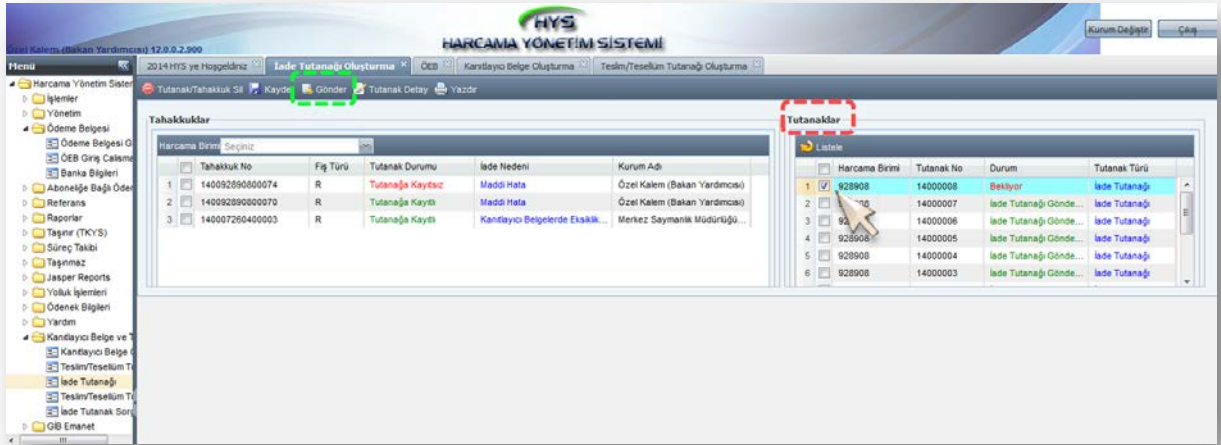 HYS
HARCAMA YÖNETİM SİSTEMİ
Kurum Değiştir Çıkış
Özel Kalem (Bakan Yardımcısı) 12.0.0.2.900
Menü
2014 HYS ye Hoşgeldiniz İade Tutanağı Oluşturma ÖEB Kanıtlayıcı Belge Oluşturma Teslim/Tesellüm Tutanağı Oluşturma
Tutanak/Tahakkuk Sil Kaydet Gönder Tutanak Detay Yazdır
Harcama Yönetim Sister
İşlemler
Yönetim
Ödeme Belgesi
Ödeme Belgesi G
ÖEB Giriş Calısma
Banka Bilgileri
Aboneliğe Bağlı Öder
Referans
Raporlar
Taşınır (TKYS)
Süreç Takibi
Taşınmaz
Jasper Reports
Yolluk İşlemleri
Ödenek Bilgileri
Yardım
Kanıtlayıcı Belge ve T
Kanıtlayıcı Belge
Teslim/Tesellüm T
İade Tutanağı
Teslim/Tesellüm T
İade Tutanak Sorg
GİB Emanet
Tahakkuklar
Harcama Birimi Seçiniz
Tahakkuk No Fiş Türü Tutanak Durumu İade Nedeni Kurum Adı
1 140092890800074 R Tutanağa Kayıtsız Maddi Hata Özel Kalem (Bakan Yardımcısı)
2 140092890800070 R Tutanağa Kayıtlı Maddi Hata Özel Kalem (Bakan Yardımcısı)
3 140007260400003 R Tutanağa Kayıtlı Kanıtlayıcı Belgelerde Eksiklik... Merkez Saymanlık Müdürlüğü...
Tutanaklar
Listele
Harcama Birimi Tutanak No Durum Tutanak Türü
1 928908 14000008 Bekliyor İade Tutanağı
2 14000007 İade Tutanağı Gönde... İade Tutanağı
3 14000006 İade Tutanağı Gönde... İade Tutanağı
4 928908 14000005 İade Tutanağı Gönde... İade Tutanağı
5 928908 14000004 İade Tutanağı Gönde... İade Tutanağı
6 928908 14000003 İade Tutanağı Gönde... İade Tutanağı